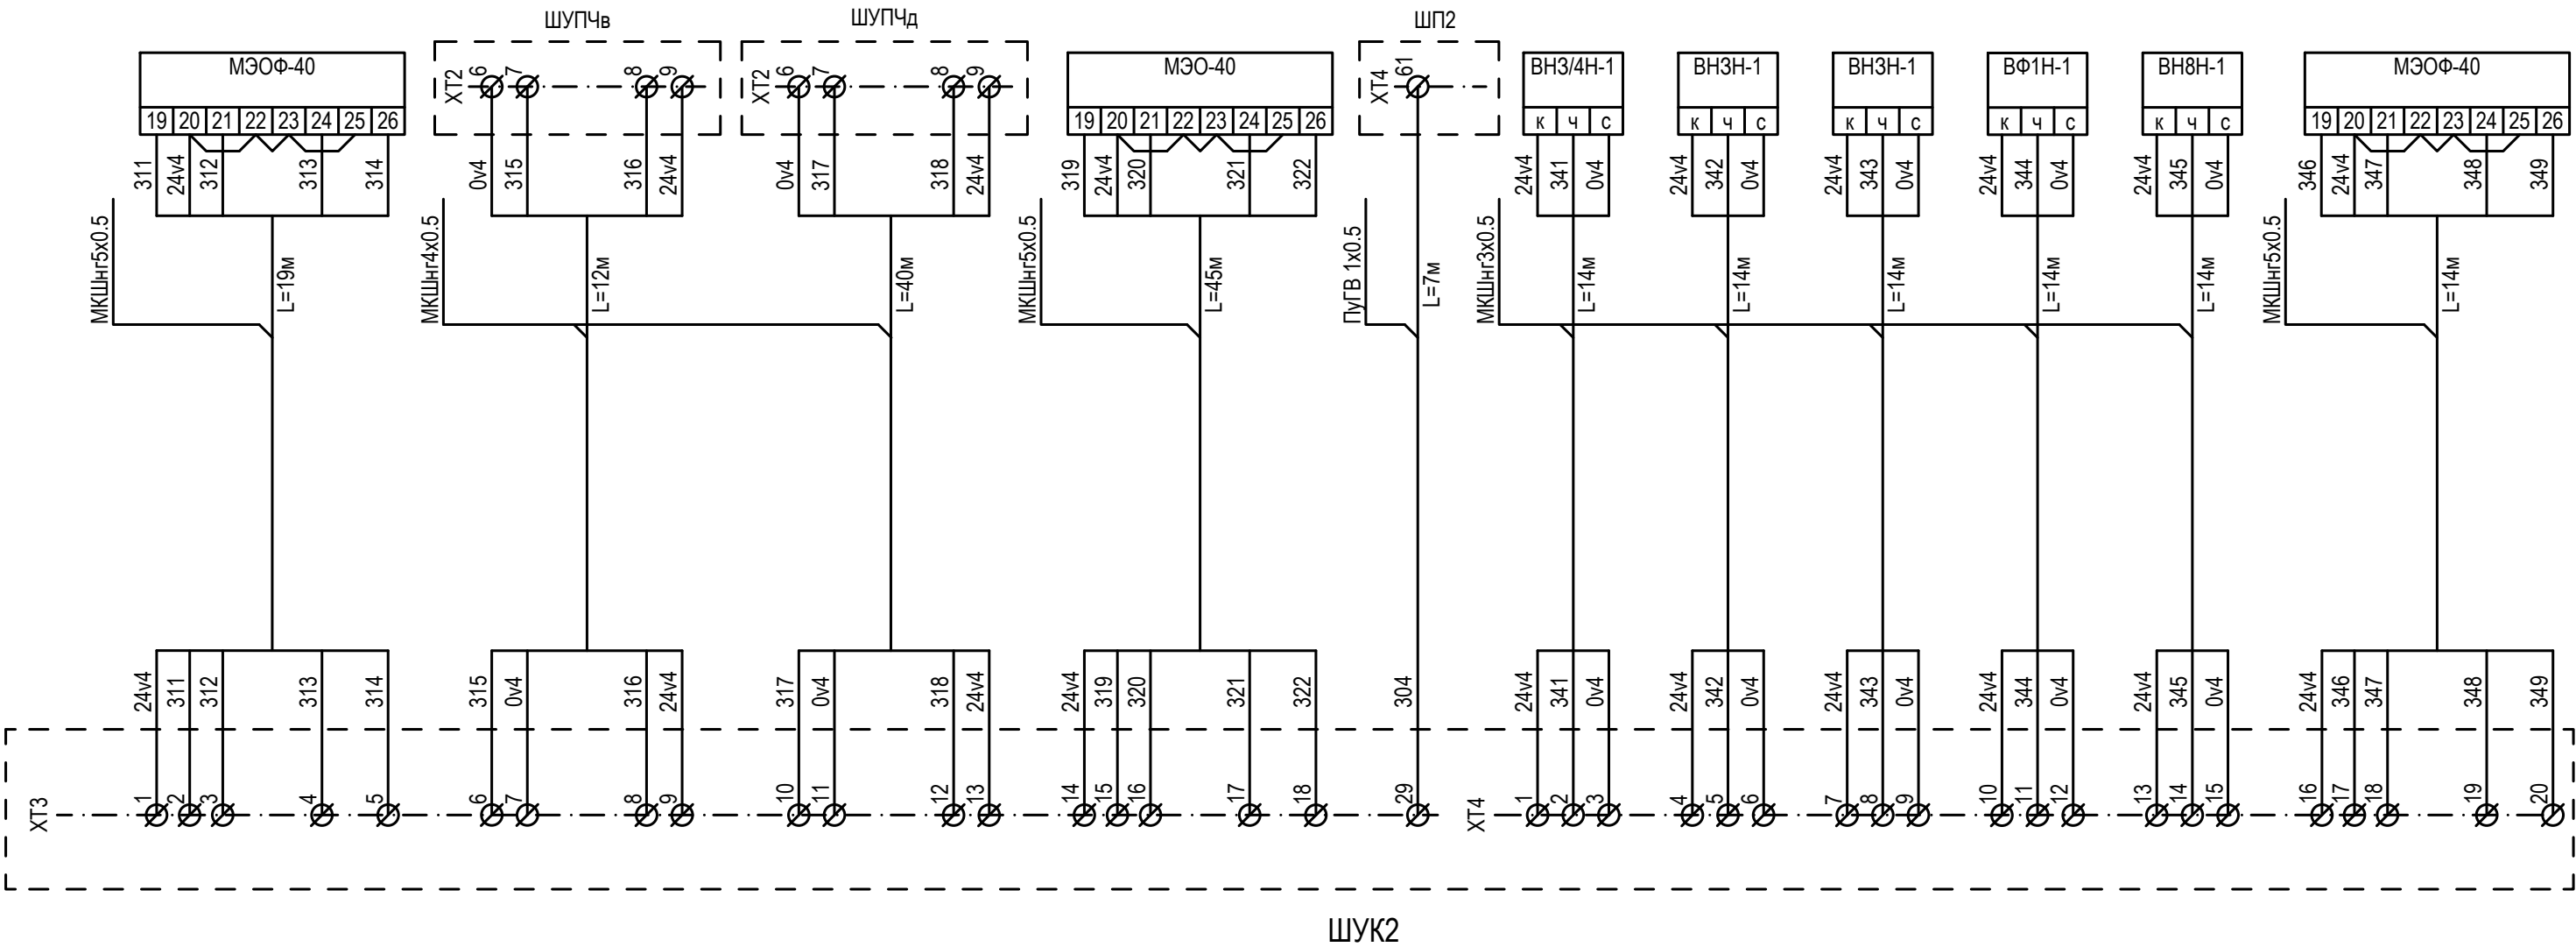 ШУПЧв ШУПЧд ШП2
МЭОФ-40 МЭО-40 ВН3/4Н-1 ВН3Н-1 ВН3Н-1 ВФ1Н-1 ВН8Н-1 МЭОФ-40
ХТ2 6 7 8 9 ХТ2 6 7 8 9 ХТ4 61
19 20 21 22 23 24 25 26 19 20 21 22 23 24 25 26 к ч с к ч с к ч с к ч с к ч с 19 20 21 22 23 24 25 26
311 24v4 312 313 314 0v4 315 316 24v4 0v4 317 318 24v4 319 24v4 320 321 322 24v4 341 0v4 24v4 342 0v4 24v4 343 0v4 24v4 344 0v4 24v4 345 0v4 346 24v4 347 348 349
МКШнг5х0.5 L=19м МКШнг4х0.5 L=12м L=40м МКШнг5х0.5 L=45м ПуГВ 1х0.5 L=7м МКШнг3х0.5 L=14м L=14м L=14м L=14м L=14м МКШнг5х0.5 L=14м
24v4 311 312 313 314 315 0v4 316 24v4 317 0v4 318 24v4 24v4 319 320 321 322 304 24v4 341 0v4 24v4 342 0v4 24v4 343 0v4 24v4 344 0v4 24v4 345 0v4 24v4 346 347 348 349
ХТ3 1 2 3 4 5 6 7 8 9 10 11 12 13 14 15 16 17 18 29 ХТ4 1 2 3 4 5 6 7 8 9 10 11 12 13 14 15 16 17 18 19 20
ШУК2